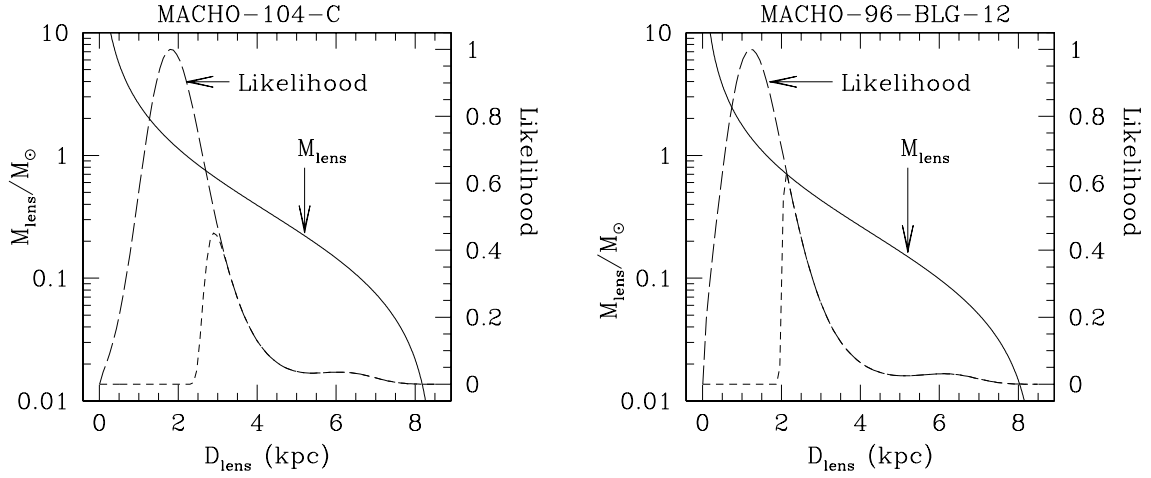 MACHO-104-C
10
1
0.1
0.01
M_lens/M_⊙
Likelihood
M_lens
1
0.8
0.6
0.4
0.2
0
Likelihood
0 2 4 6 8
D_lens (kpc)
MACHO-96-BLG-12
10
1
0.1
0.01
M_lens/M_⊙
Likelihood
M_lens
1
0.8
0.6
0.4
0.2
0
Likelihood
0 2 4 6 8
D_lens (kpc)